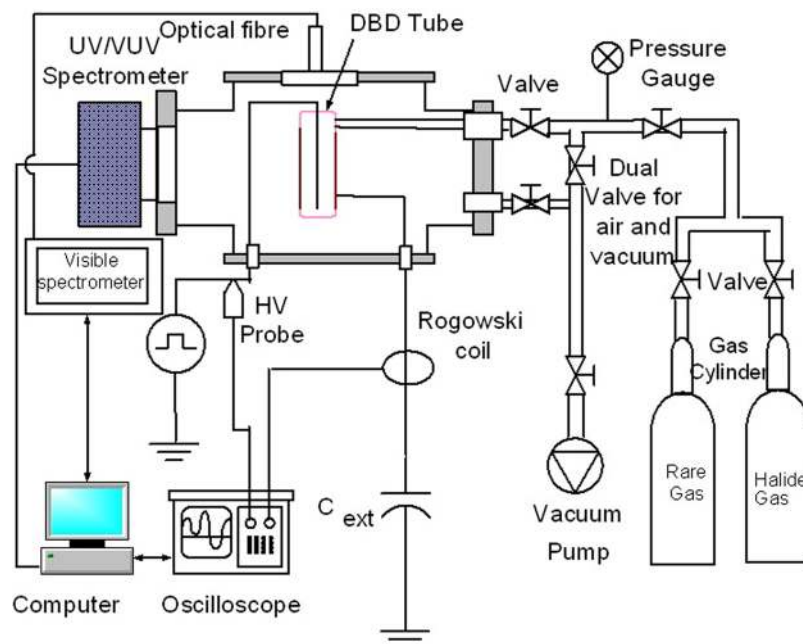 Optical fibre
DBD Tube
UV/VUV
Spectrometer
Pressure
Gauge
Valve
Dual
Valve for
air and
vacuum
Visible
spectrometer
HV
Probe
Rogowski
coil
Valve
Gas
Cylinder
Rare
Gas
Halide
Gas
C ext
Vacuum
Pump
Computer
Oscilloscope